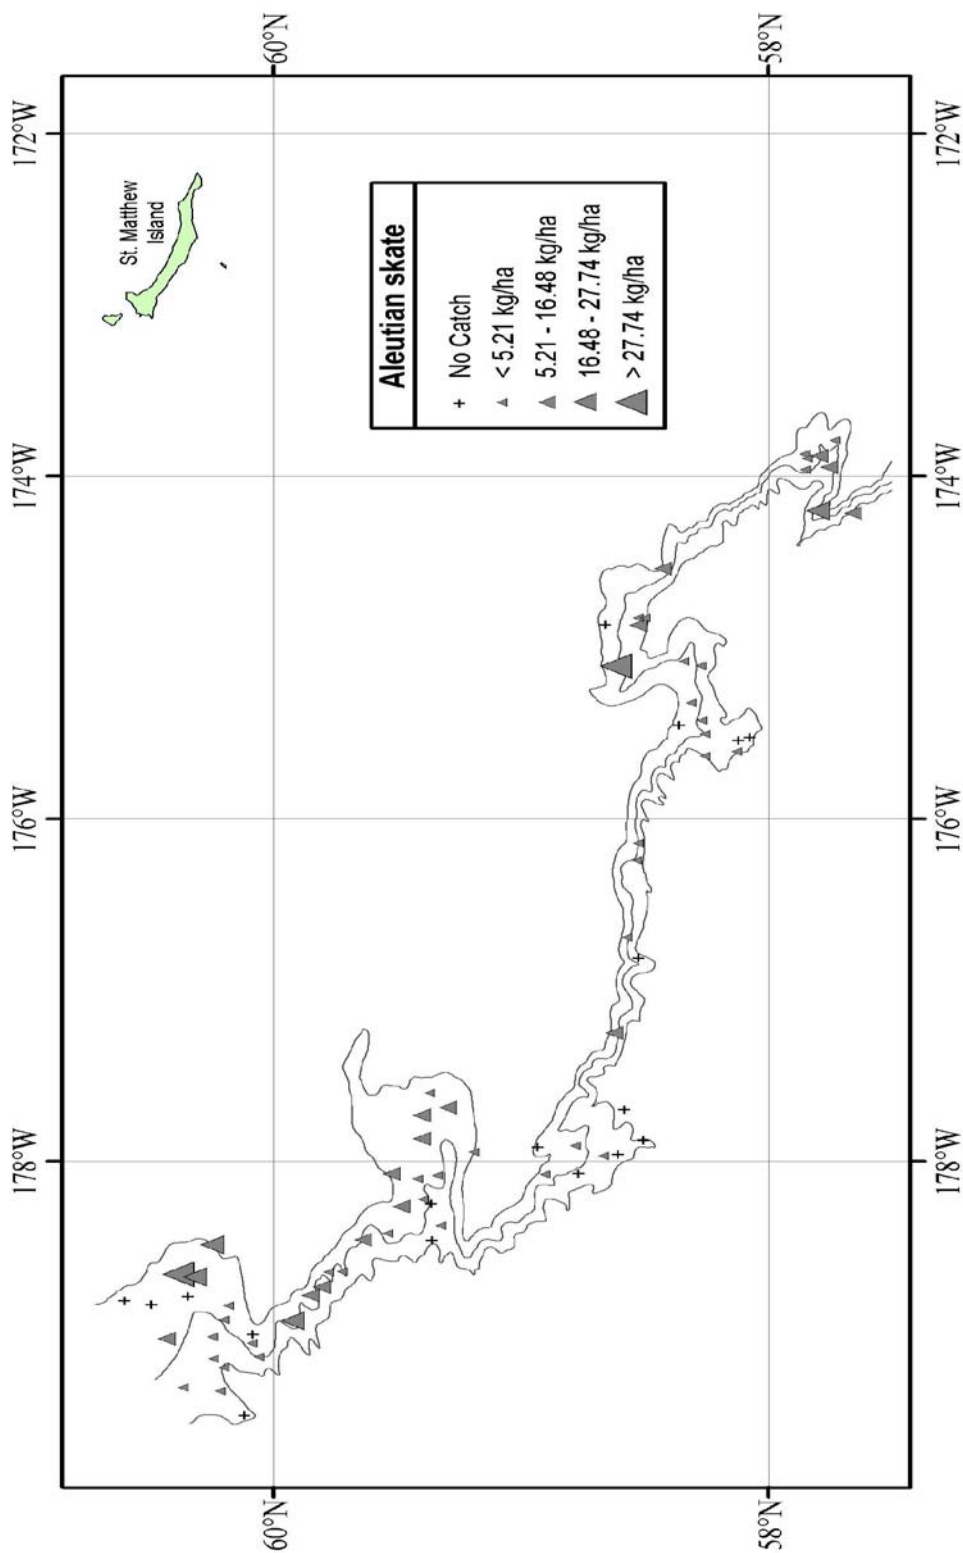 60°N
58°N
172°W
172°W
St. Matthew
Island
Aleutian skate
No Catch
< 5.21 kg/ha
5.21 - 16.48 kg/ha
16.48 - 27.74 kg/ha
> 27.74 kg/ha
174°W
174°W
176°W
176°W
178°W
178°W
60°N
58°N